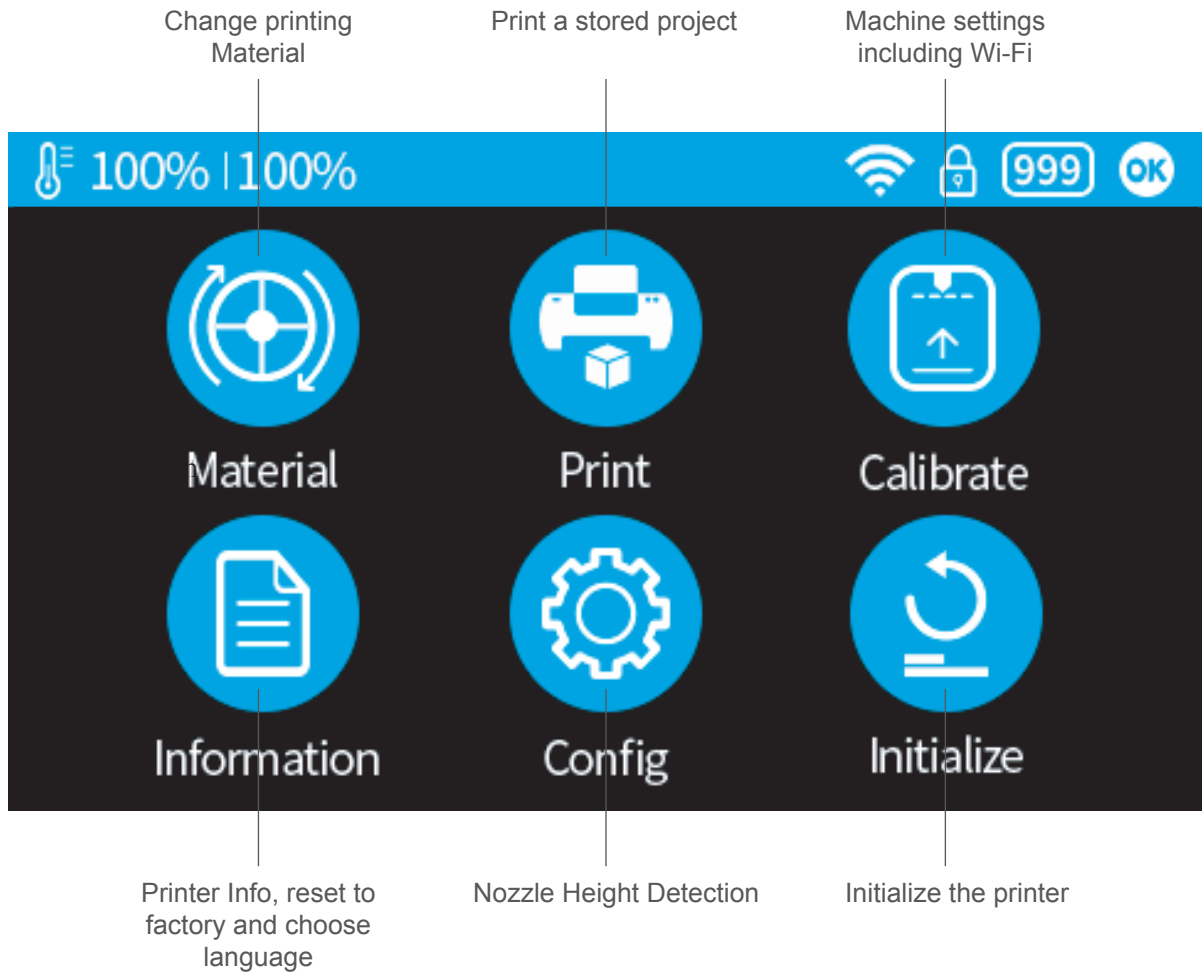 Change printing
Material
Print a stored project
Machine settings
including Wi-Fi
100% | 100%
999 OK
Material
Print
Calibrate
Information
Config
Initialize
Printer Info, reset to
factory and choose
language
Nozzle Height Detection
Initialize the printer